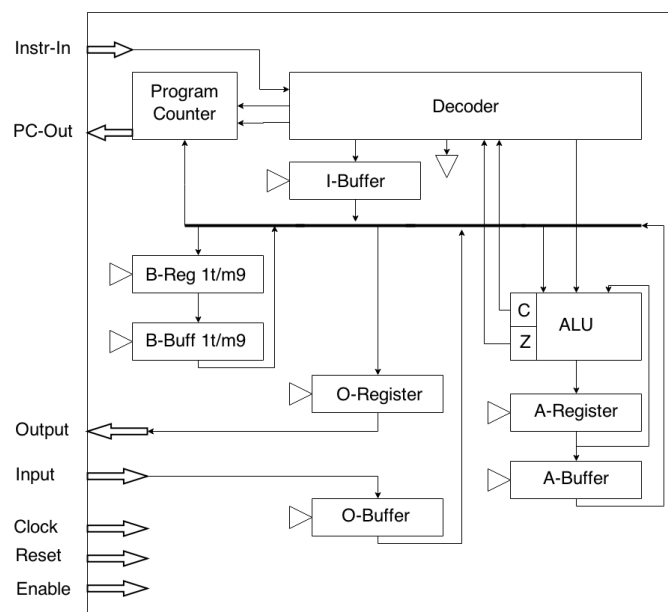 Instr-In
Program
Counter
Decoder
PC-Out
I-Buffer
B-Reg 1t/m9
B-Buff 1t/m9
C
Z
ALU
O-Register
A-Register
Output
Input
A-Buffer
O-Buffer
Clock
Reset
Enable